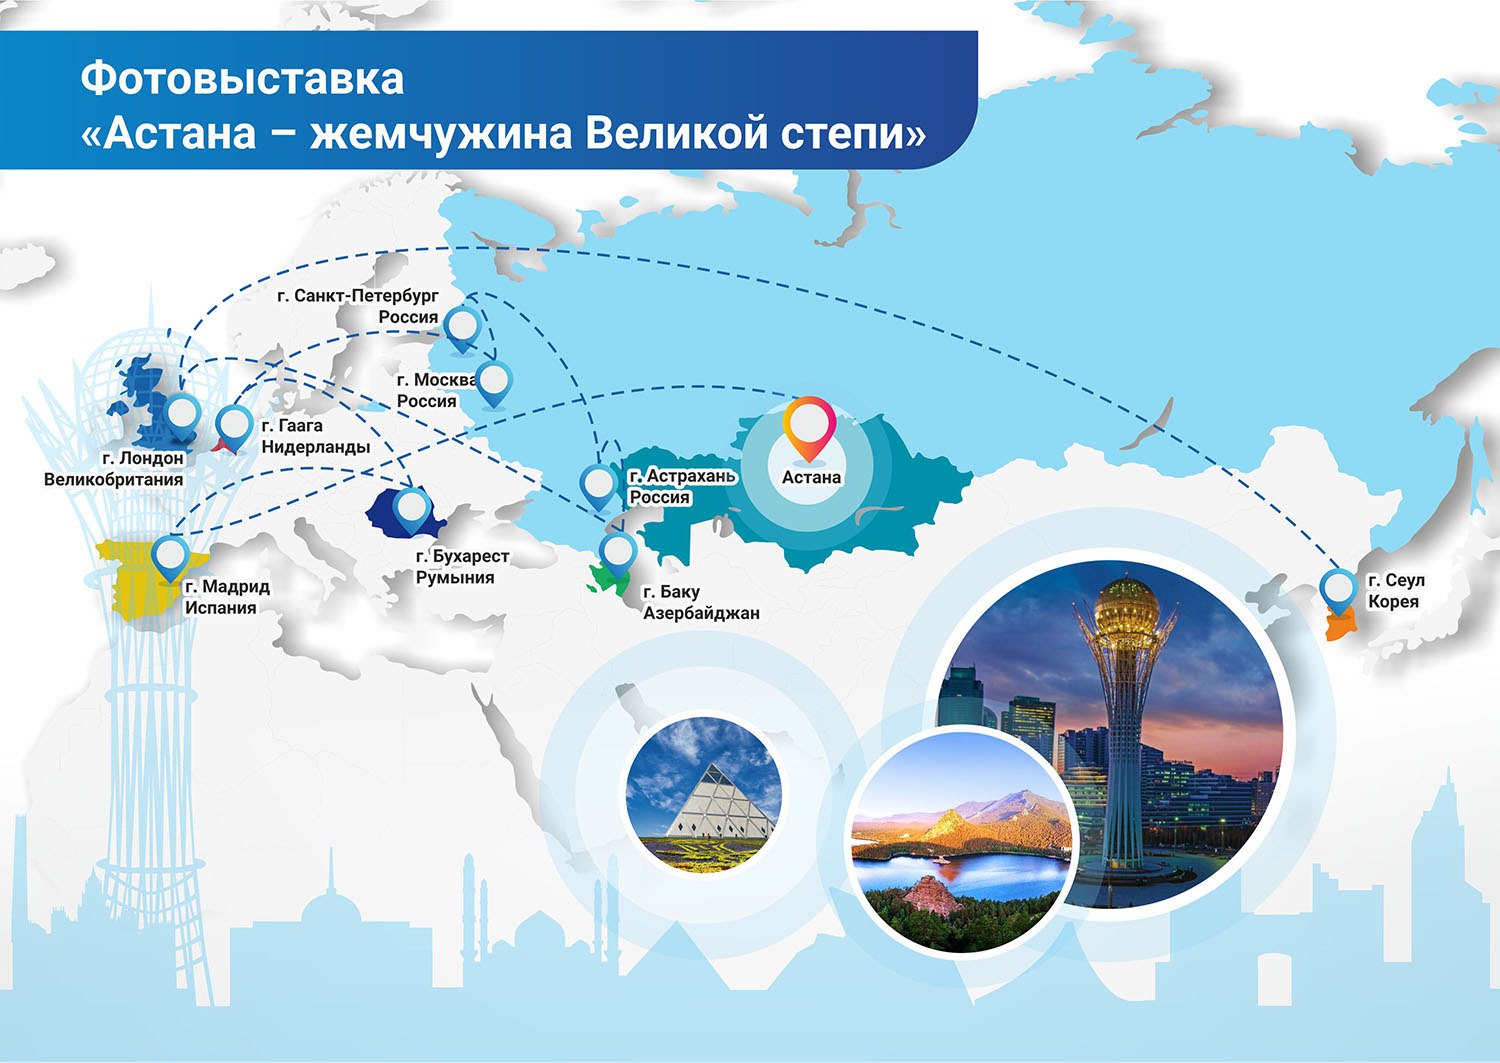 Фотовыставка
«Астана – жемчужина Великой степи»
г. Санкт-Петербург
Россия
г. Москва
Россия
г. Гаага
Нидерланды
г. Лондон
Великобритания
г. Астрахань
Россия
Астана
г. Бухарест
Румыния
г. Мадрид
Испания
г. Баку
Азербайджан
г. Сеул
Корея